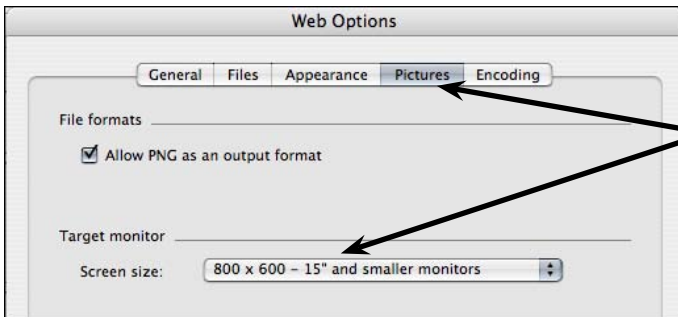 Web Options
General Files Appearance Pictures Encoding
File formats
Allow PNG as an output format
Target monitor
Screen size: 800 x 600 – 15" and smaller monitors